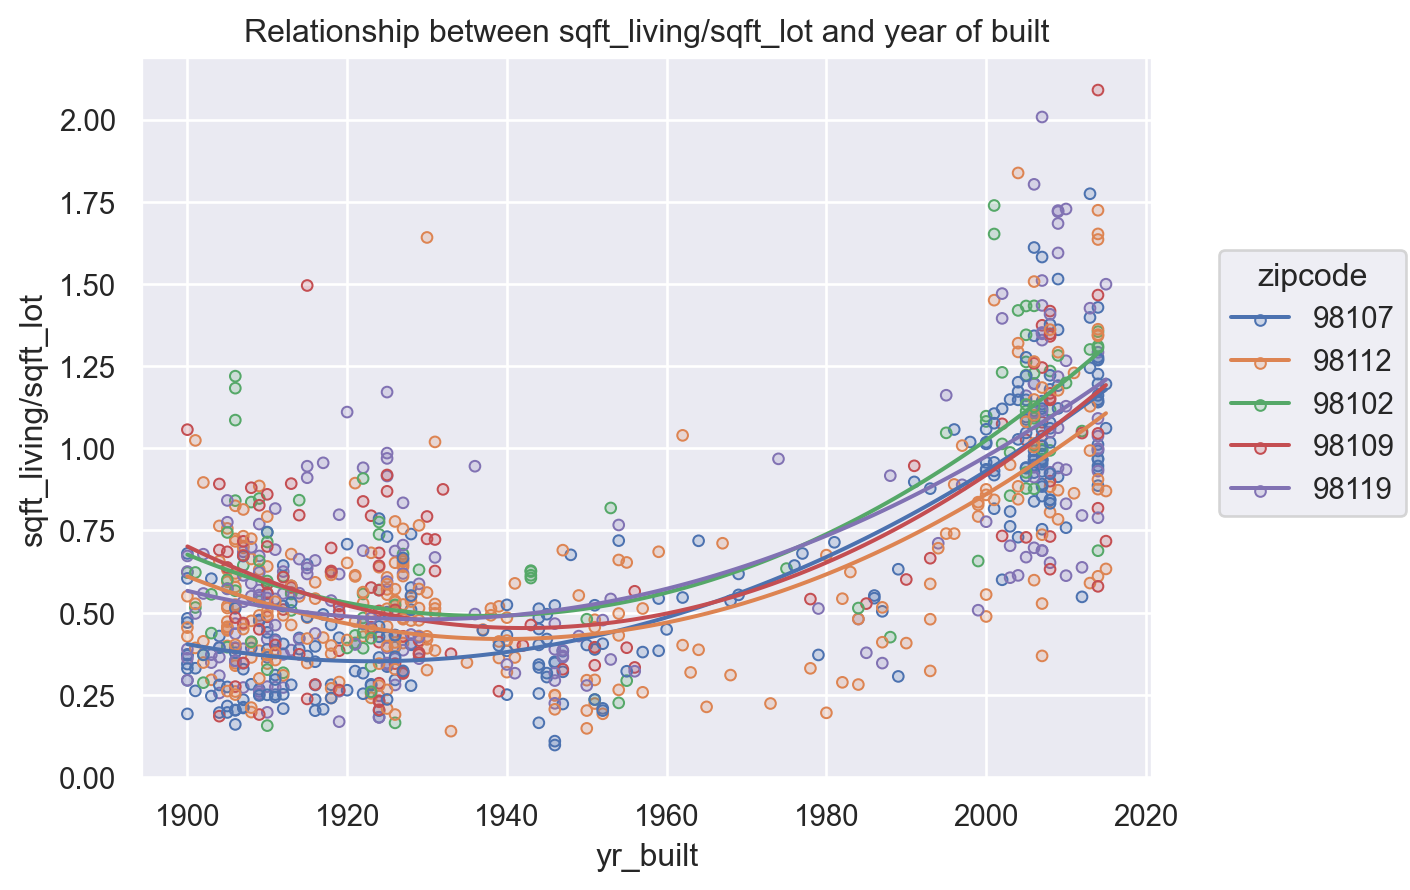 Relationship between sqft_living/sqft_lot and year of built
2.00
1.75
1.50
1.25
1.00
0.75
0.50
0.25
0.00
sqft_living/sqft_lot
1900 1920 1940 1960 1980 2000 2020
yr_built
zipcode
98107
98112
98102
98109
98119